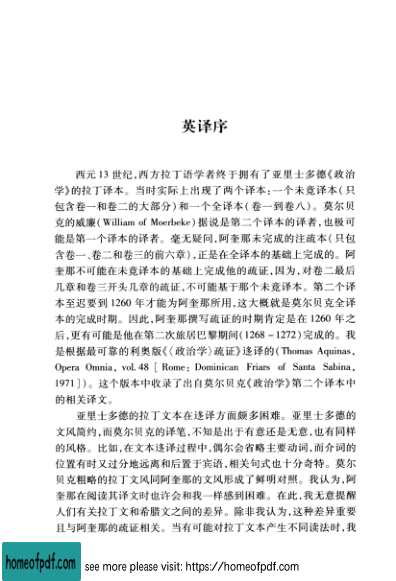 英译序
西元 13 世纪,西方拉丁语学者终于拥有了亚里士多德《政治
学》的拉丁译本。当时实际上出现了两个译本:一个未竟译本(只
包含卷一和卷二的大部分)和一个全译本(卷一到卷八)。莫尔贝
克的威廉(William of Moerbeke)据说是第二个译本的译者,也极可
能是第一个译本的译者。毫无疑问,阿奎那未完成的注疏本(只包
含卷一、卷二和卷三的前六章),正是在全译本的基础上完成的。阿
奎那不可能在未竟译本的基础上完成他的疏证,因为,对卷二最后
几章和卷三开头几章的疏证,不可能基于那个未竟译本。第二个译
本至迟要到 1260 年才能为阿奎那所用,这大概就是莫尔贝克全译
本的完成时期。因此,阿奎那撰写疏证的时期肯定是在 1260 年之
后,更有可能是他在第二次旅居巴黎期间(1268－1272)完成的。我
是根据最可靠的利奥版《〈政治学〉疏证》迻译的(Thomas Aquinas,
Opera Omnia, vol. 48 [Rome: Dominican Friars of Santa Sabina,
1971])。这个版本中收录了出自莫尔贝克《政治学》第二个译本中
的相关译文。
亚里士多德的拉丁文本在迻译方面颇多困难。亚里士多德的
文风简约,而莫尔贝克的译笔,不知是出于有意还是无意,也有同样
的风格。比如,在文本迻译过程中,偶尔会省略主要动词,而介词的
位置有时又过分地远离和后置于宾语,相关句式也十分奇特。莫尔
贝克粗略的拉丁文风同阿奎那的文风形成了鲜明对照。我认为,阿
奎那在阅读其译文时也许会和我一样感到困难。在此,我无意提醒
人们有关拉丁文和希腊文之间的差异。除非我认为,这种差异重要
且与阿奎那的疏证相关。当有可能对拉丁文本产生不同读法时,我
homeofpdf.com
see more please visit: https://homeofpdf.com